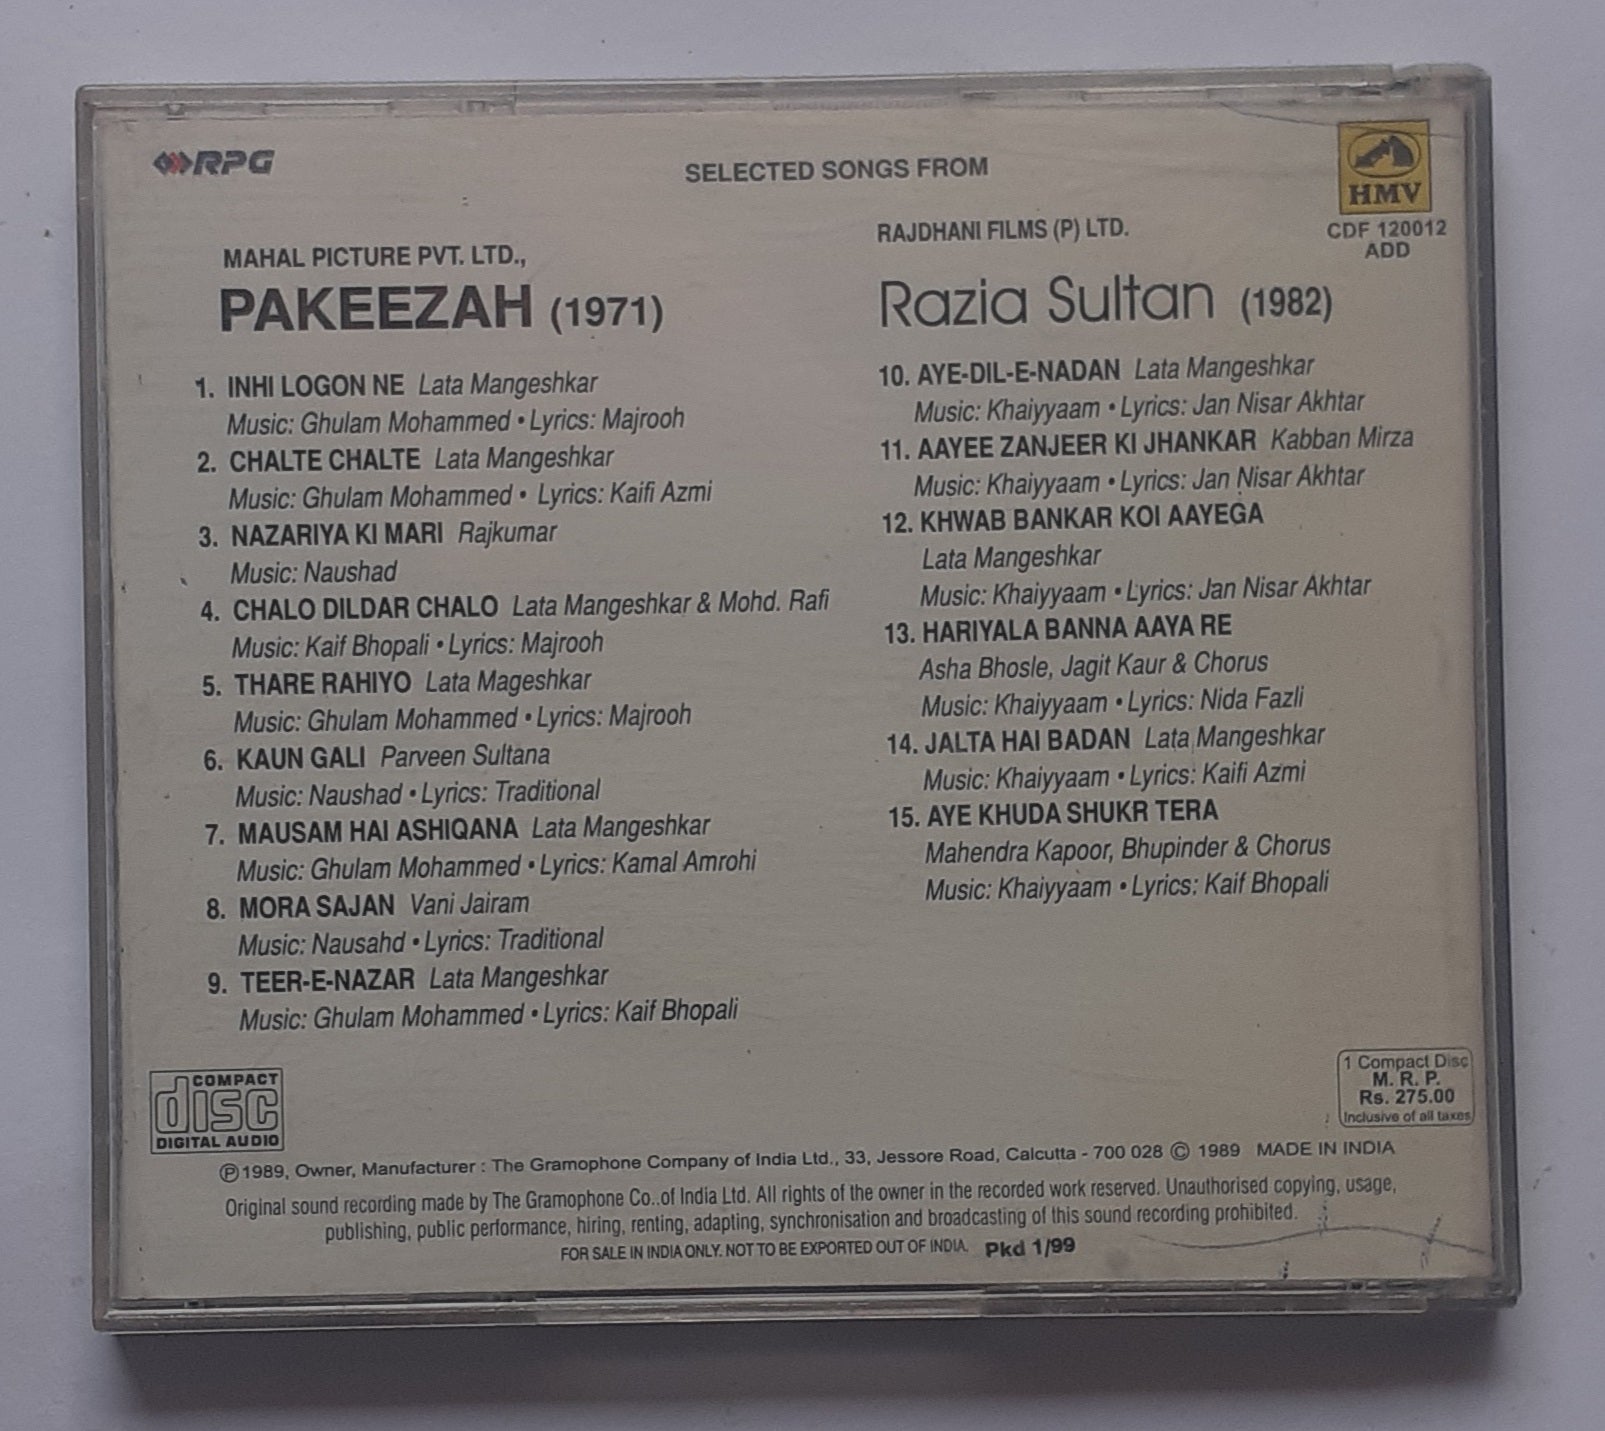 RPG
SELECTED SONGS FROM
HMV
CDF 120012
ADD
MAHAL PICTURE PVT. LTD.,
PAKEEZAH (1971)
1. INHI LOGON NE Lata Mangeshkar
Music: Ghulam Mohammed • Lyrics: Majrooh
2. CHALTE CHALTE Lata Mangeshkar
Music: Ghulam Mohammed • Lyrics: Kaifi Azmi
3. NAZARIYA KI MARI Rajkumar
Music: Naushad
4. CHALO DILDAR CHALO Lata Mangeshkar & Mohd. Rafi
Music: Kaif Bhopali • Lyrics: Majrooh
5. THARE RAHIYO Lata Mageshkar
Music: Ghulam Mohammed • Lyrics: Majrooh
6. KAUN GALI Parveen Sultana
Music: Naushad • Lyrics: Traditional
7. MAUSAM HAI ASHIQANA Lata Mangeshkar
Music: Ghulam Mohammed • Lyrics: Kamal Amrohi
8. MORA SAJAN Vani Jairam
Music: Nausahd • Lyrics: Traditional
9. TEER-E-NAZAR Lata Mangeshkar
Music: Ghulam Mohammed • Lyrics: Kaif Bhopali
RAJDHANI FILMS (P) LTD.
Razia Sultan (1982)
10. AYE-DIL-E-NADAN Lata Mangeshkar
Music: Khaiyyaam • Lyrics: Jan Nisar Akhtar
11. AAYEE ZANJEER KI JHANKAR Kabban Mirza
Music: Khaiyyaam • Lyrics: Jan Nisar Akhtar
12. KHWAB BANKAR KOI AAYEGA
Lata Mangeshkar
Music: Khaiyyaam • Lyrics: Jan Nisar Akhtar
13. HARIYALA BANNA AAYA RE
Asha Bhosle, Jagit Kaur & Chorus
Music: Khaiyyaam • Lyrics: Nida Fazli
14. JALTA HAI BADAN Lata Mangeshkar
Music: Khaiyyaam • Lyrics: Kaifi Azmi
15. AYE KHUDA SHUKR TERA
Mahendra Kapoor, Bhupinder & Chorus
Music: Khaiyyaam • Lyrics: Kaif Bhopali
COMPACT
disc
DIGITAL AUDIO
1 Compact Disc
M. R. P.
Rs. 275.00
Inclusive of all taxes
Ⓟ1989, Owner, Manufacturer : The Gramophone Company of India Ltd., 33, Jessore Road, Calcutta - 700 028 © 1989 MADE IN INDIA
Original sound recording made by The Gramophone Co..of India Ltd. All rights of the owner in the recorded work reserved. Unauthorised copying, usage,
publishing, public performance, hiring, renting, adapting, synchronisation and broadcasting of this sound recording prohibited.
FOR SALE IN INDIA ONLY. NOT TO BE EXPORTED OUT OF INDIA. Pkd 1/99